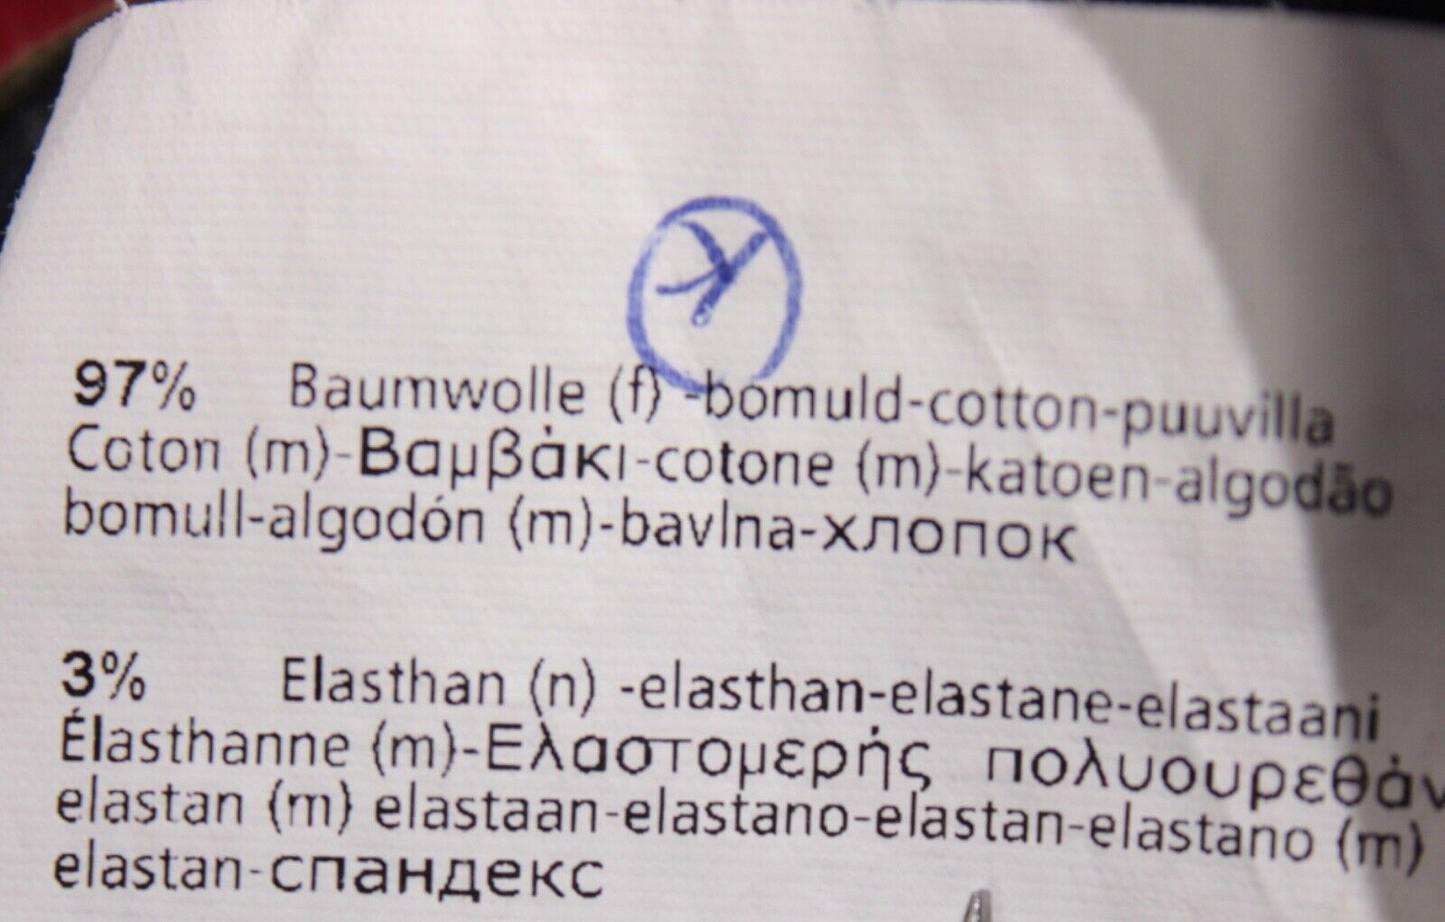 97% Baumwolle (f) -bomuld-cotton-puuvilla
Coton (m)-Βαμβάκι-cotone (m)-katoen-algodão
bomull-algodón (m)-bavlna-хлопок
3% Elasthan (n) -elasthan-elastane-elastaani
Élasthanne (m)-Ελαστομερής
elastan (m) elastaan-elastano-elastan-elastano (m)
elastan-спандекс